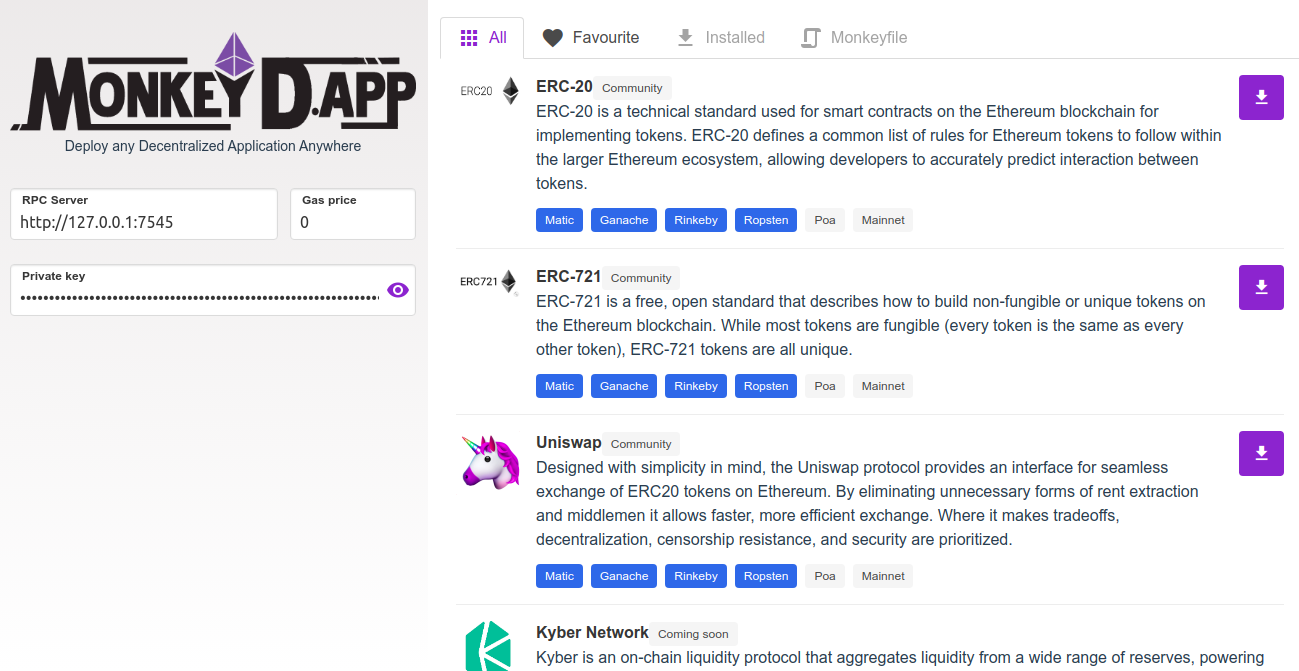 MONKEY D.APP
Deploy any Decentralized Application Anywhere
RPC Server
http://127.0.0.1:7545
Gas price
0
Private key
••••••••••••••••••••••••••••••••••••••••••••••••••••••••••••••••
All
Favourite
Installed
Monkeyfile
ERC20
ERC-20 Community
ERC-20 is a technical standard used for smart contracts on the Ethereum blockchain for
implementing tokens. ERC-20 defines a common list of rules for Ethereum tokens to follow within
the larger Ethereum ecosystem, allowing developers to accurately predict interaction between
tokens.
Matic Ganache Rinkeby Ropsten Poa Mainnet
ERC721
ERC-721 Community
ERC-721 is a free, open standard that describes how to build non-fungible or unique tokens on
the Ethereum blockchain. While most tokens are fungible (every token is the same as every
other token), ERC-721 tokens are all unique.
Matic Ganache Rinkeby Ropsten Poa Mainnet
Uniswap Community
Designed with simplicity in mind, the Uniswap protocol provides an interface for seamless
exchange of ERC20 tokens on Ethereum. By eliminating unnecessary forms of rent extraction
and middlemen it allows faster, more efficient exchange. Where it makes tradeoffs,
decentralization, censorship resistance, and security are prioritized.
Matic Ganache Rinkeby Ropsten Poa Mainnet
Kyber Network Coming soon
Kyber is an on-chain liquidity protocol that aggregates liquidity from a wide range of reserves, powering